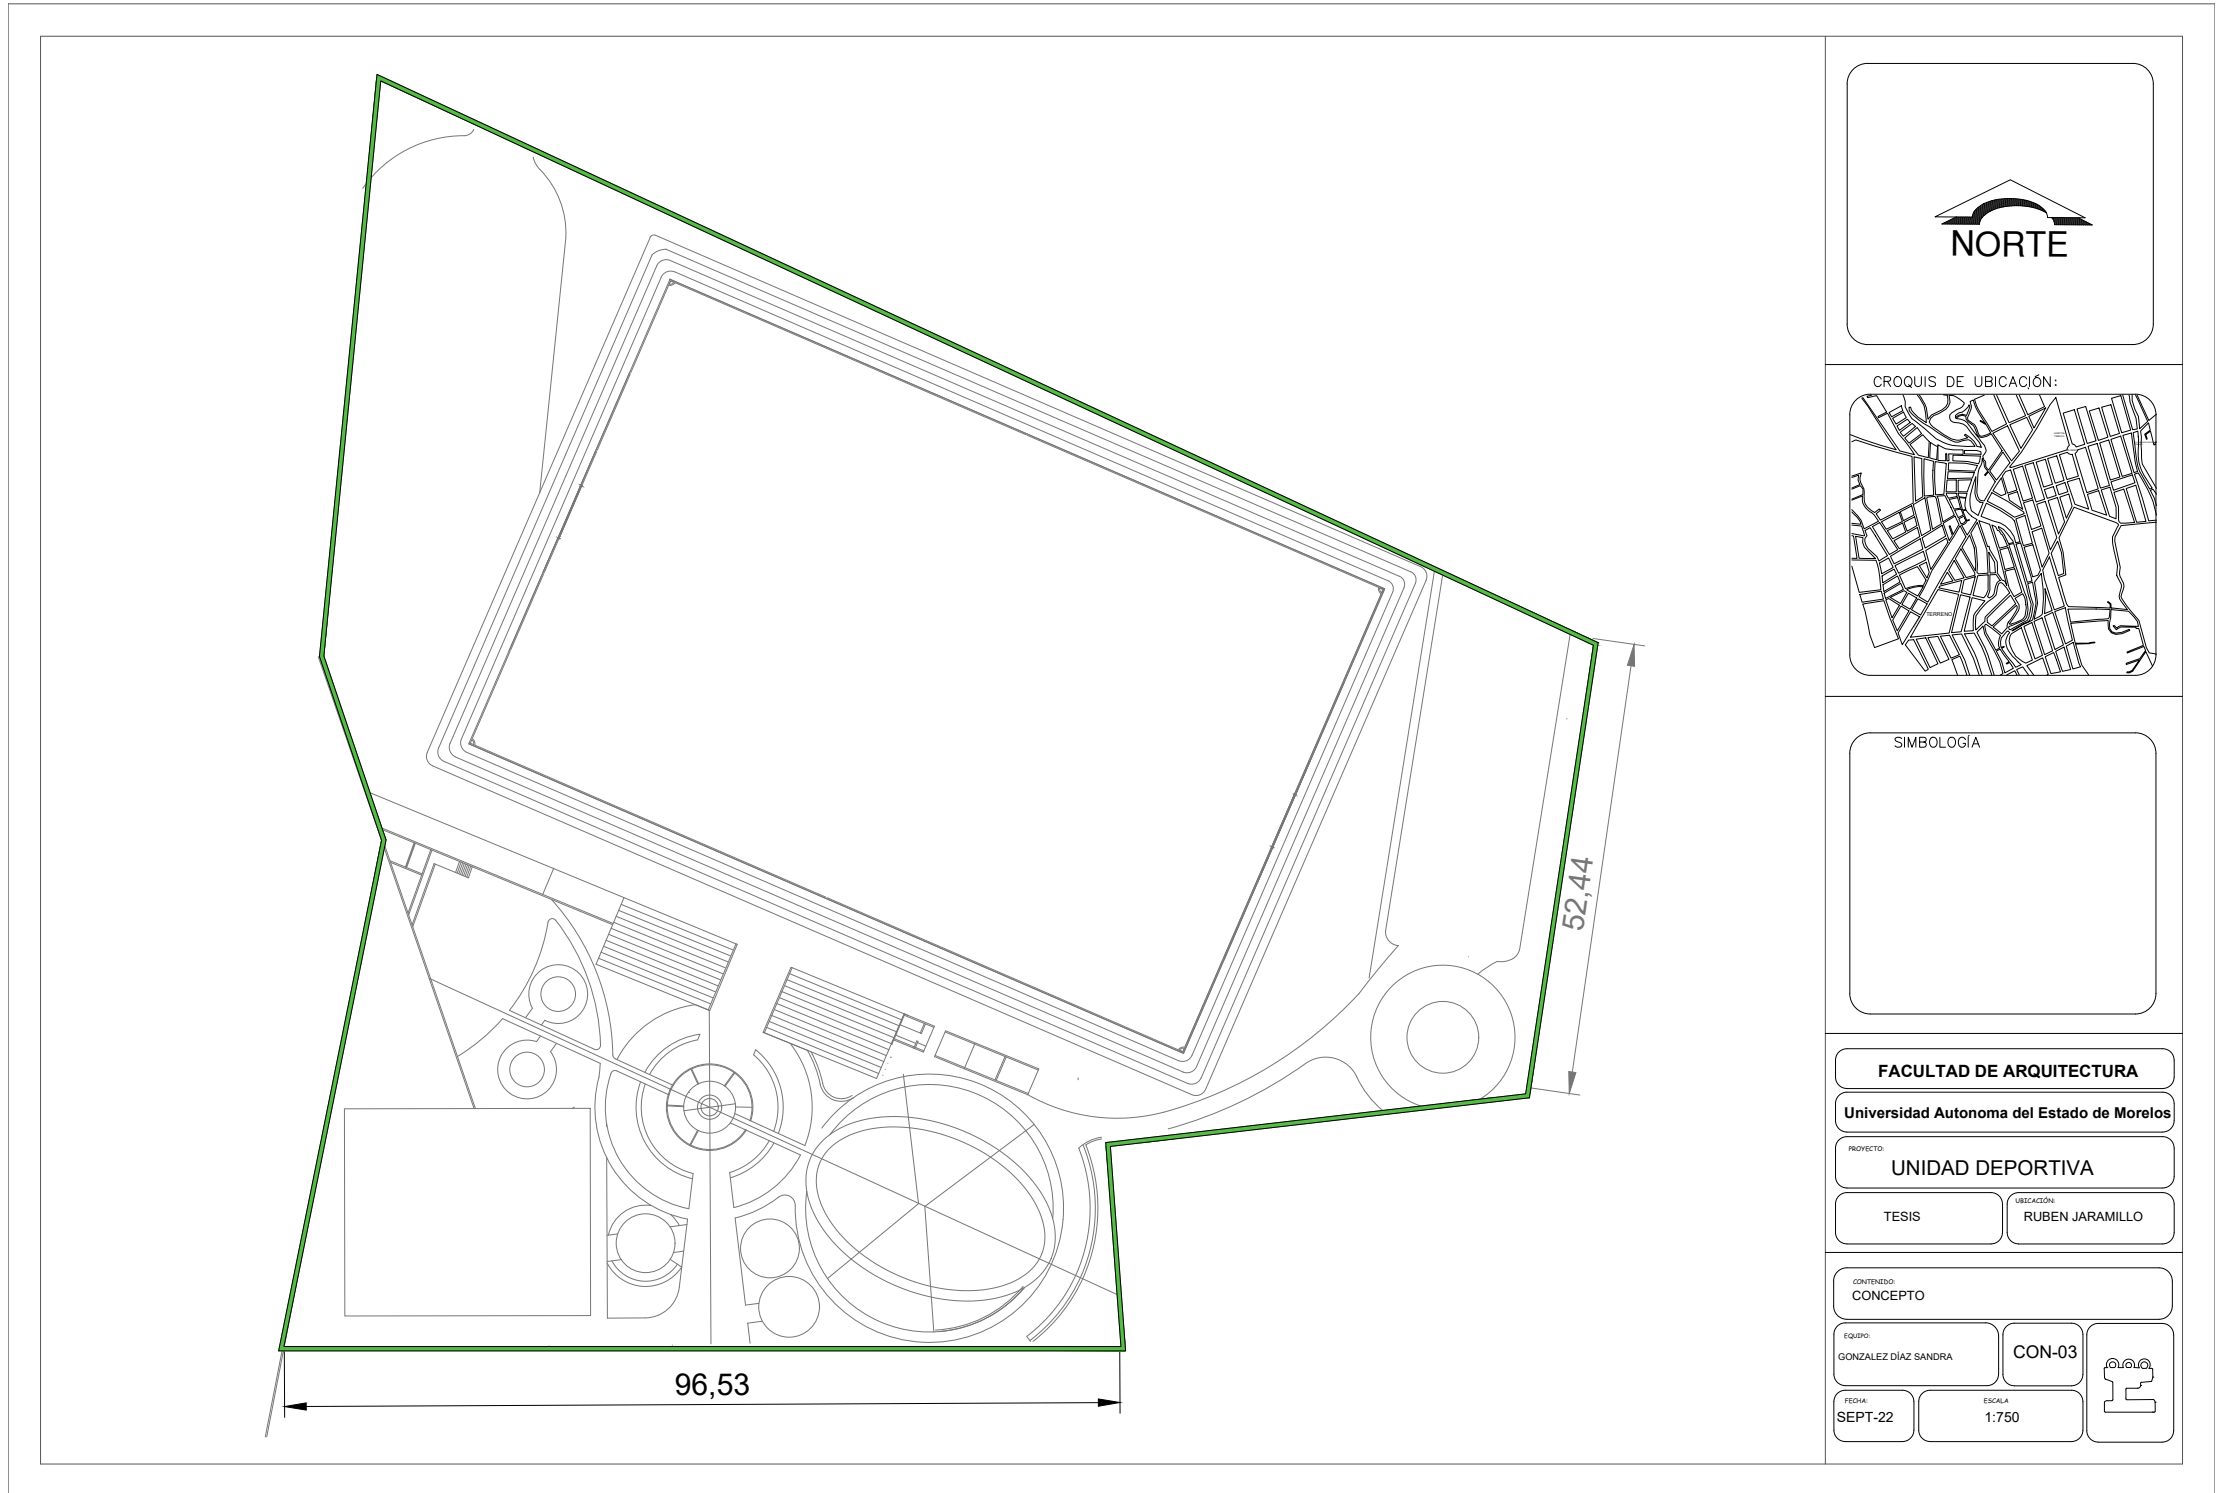 NORTE
CROQUIS DE UBICACIÓN:
TERRENO
SIMBOLOGÍA
52,44
96,53
FACULTAD DE ARQUITECTURA
Universidad Autonoma del Estado de Morelos
PROYECTO:
UNIDAD DEPORTIVA
TESIS
UBICACIÓN:
RUBEN JARAMILLO
CONTENIDO:
CONCEPTO
EQUIPO:
GONZALEZ DÍAZ SANDRA
CON-03
FECHA:
SEPT-22
ESCALA
1:750